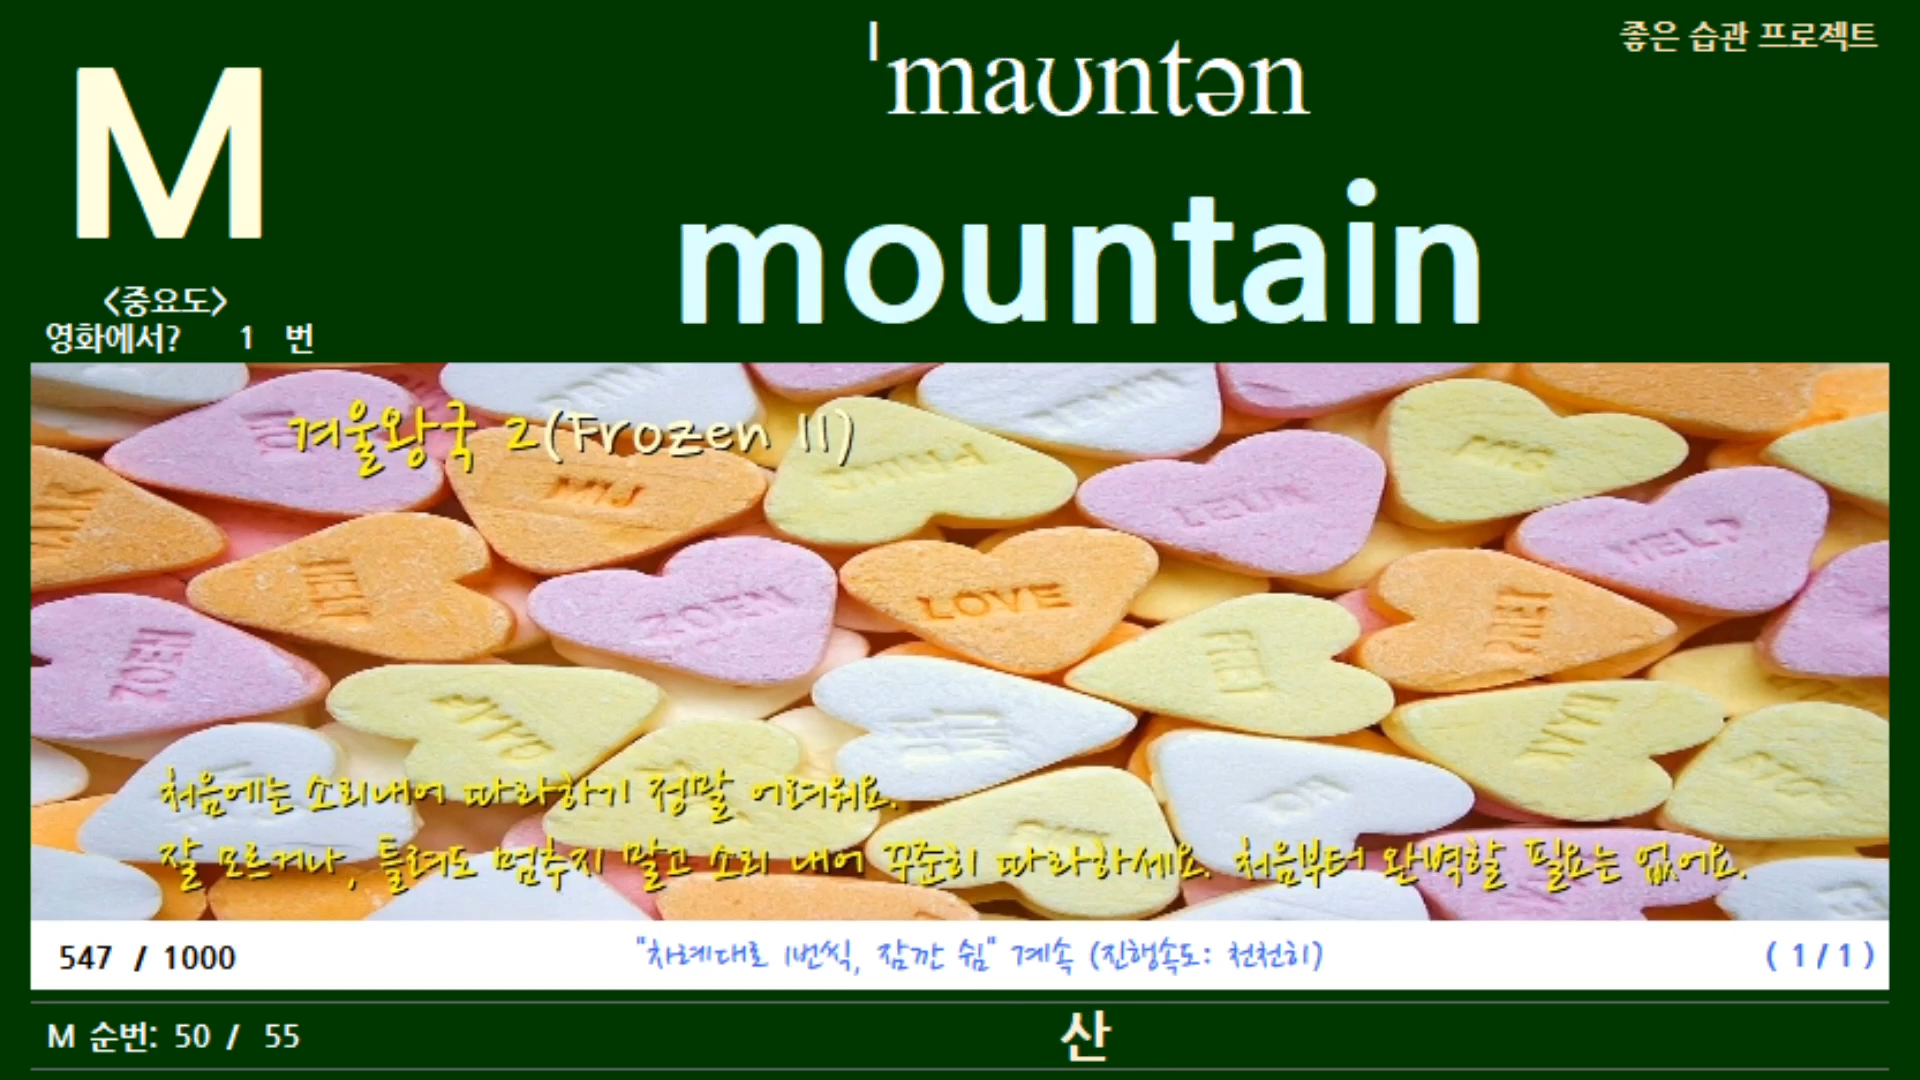 좋은 습관 프로젝트
M
ˈmaʊntən
mountain
<중요도>
영화에서? 1 번
겨울왕국 2(Frozen II)
MIJ
LEUK
HELP
ZOEN
LOVE
처음에는 소리내어 따라하기 정말 어려워요.
잘 모르거나, 틀려도 멈추지 말고 소리 내어 꾸준히 따라하세요. 처음부터 완벽할 필요는 없어요.
547 / 1000
"차례대로 1번씩, 잠깐 쉼" 계속 (진행속도: 천천히)
( 1 / 1 )
M 순번: 50 / 55
산